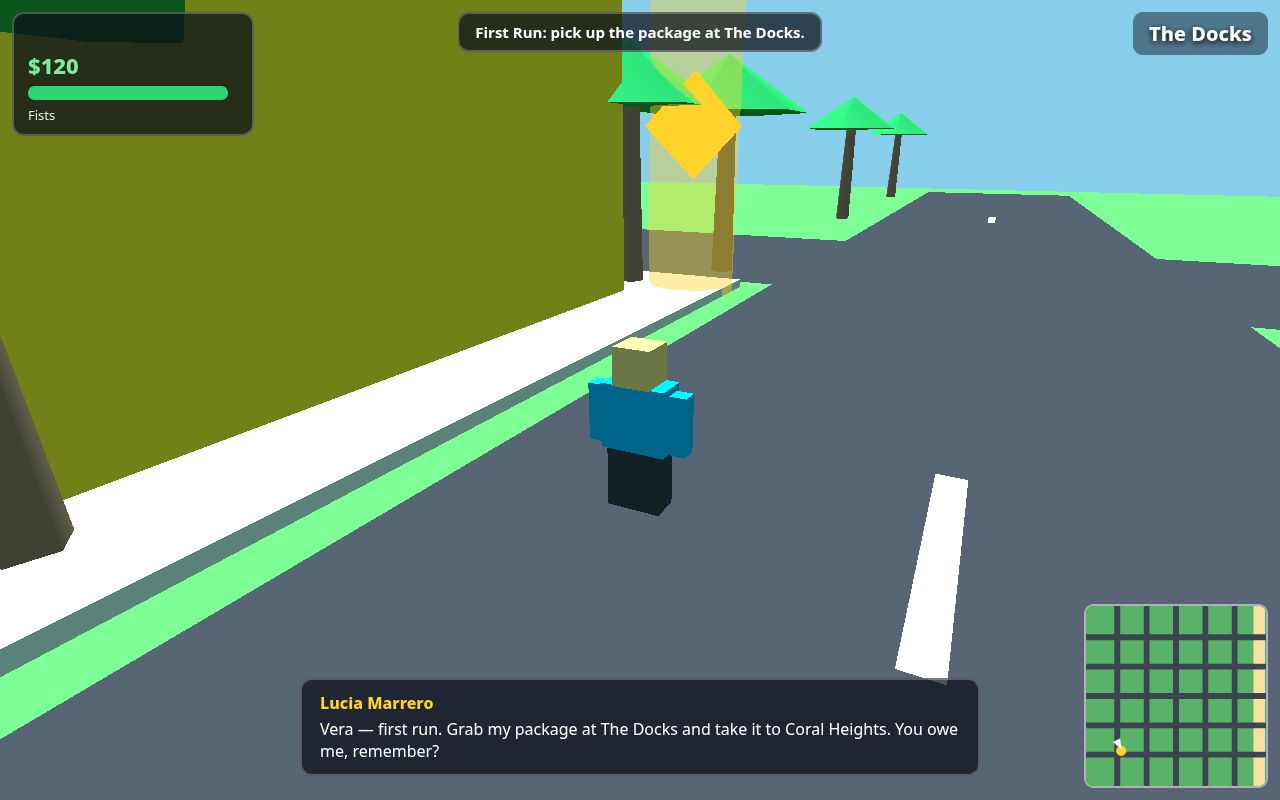 $120
Fists
First Run: pick up the package at The Docks.
The Docks
Lucia Marrero
Vera — first run. Grab my package at The Docks and take it to Coral Heights. You owe
me, remember?